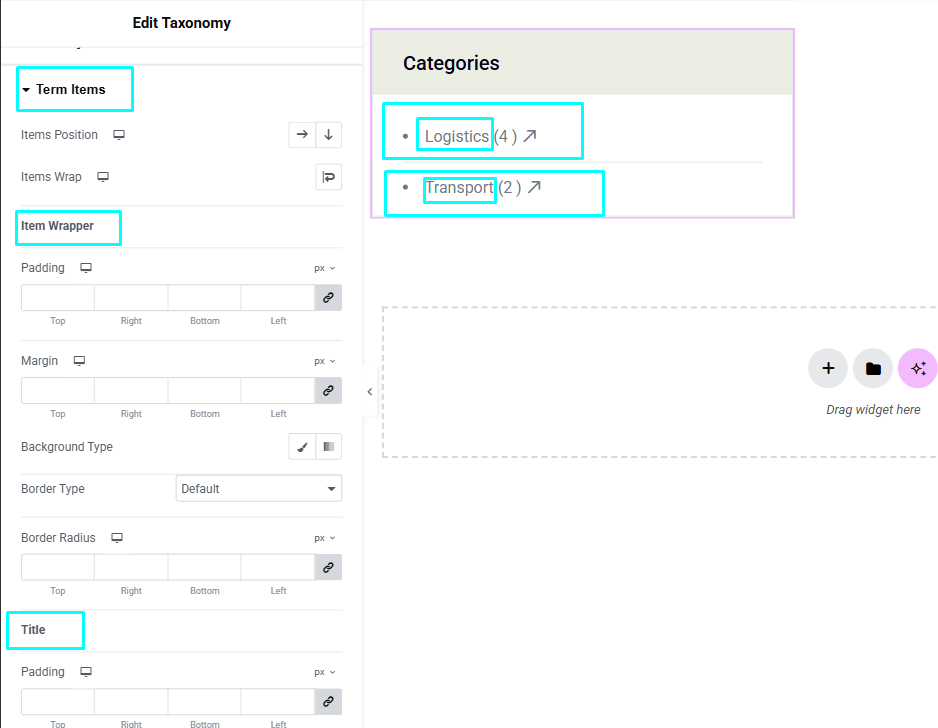 Edit Taxonomy
Term Items
Items Position
Items Wrap
Item Wrapper
Padding px
Top Right Bottom Left
Margin px
Top Right Bottom Left
Background Type
Border Type Default
Border Radius px
Top Right Bottom Left
Title
Padding px
Top Right Bottom Left
Categories
Logistics (4 )
Transport (2 )
Drag widget here